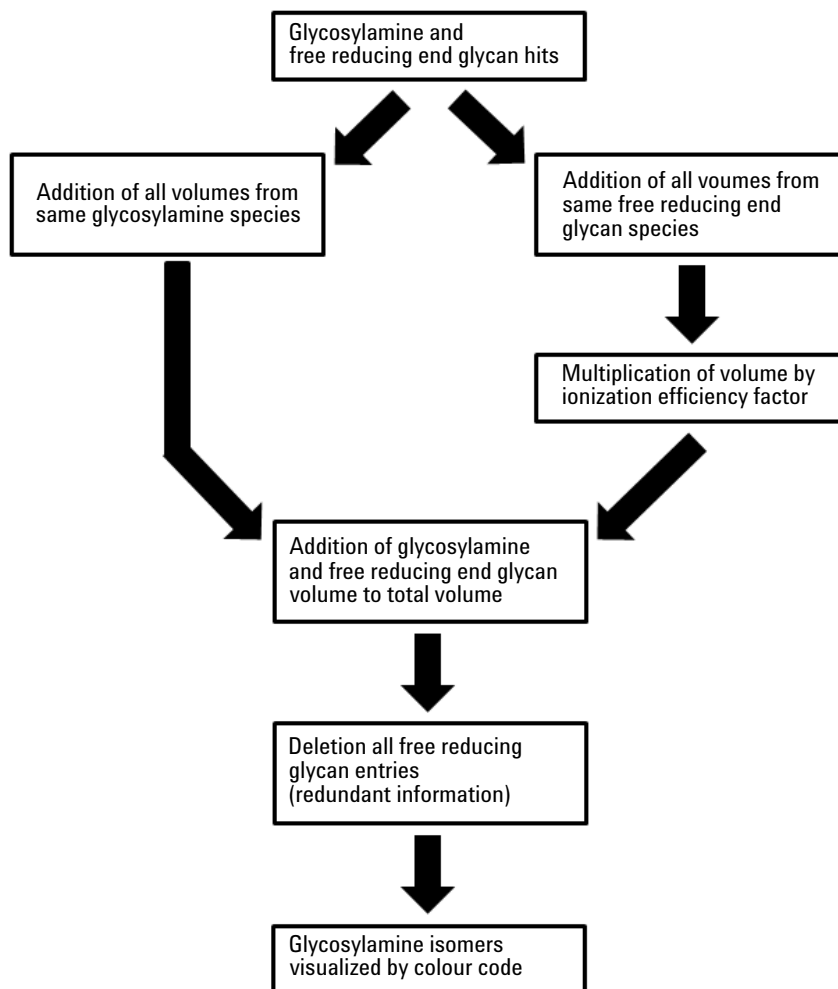 Glycosylamine and
free reducing end glycan hits
Addition of all volumes from
same glycosylamine species
Addition of all voumes from
same free reducing end
glycan species
Multiplication of volume by
ionization efficiency factor
Addition of glycosylamine
and free reducing end glycan
volume to total volume
Deletion all free reducing
glycan entries
(redundant information)
Glycosylamine isomers
visualized by colour code